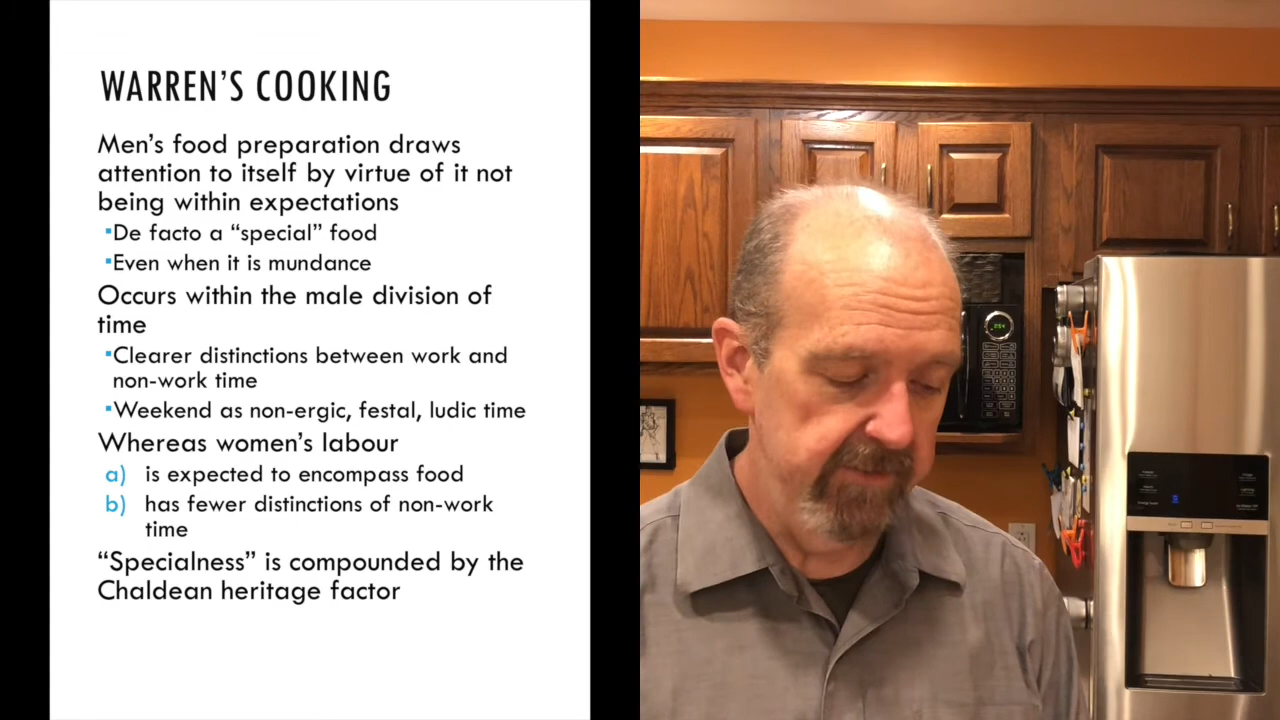 WARREN'S COOKING
Men's food preparation draws
attention to itself by virtue of it not
being within expectations
▪De facto a “special” food
▪Even when it is mundance
Occurs within the male division of
time
▪Clearer distinctions between work and
non-work time
▪Weekend as non-ergic, festal, ludic time
Whereas women's labour
a) is expected to encompass food
b) has fewer distinctions of non-work
time
“Specialness” is compounded by the
Chaldean heritage factor